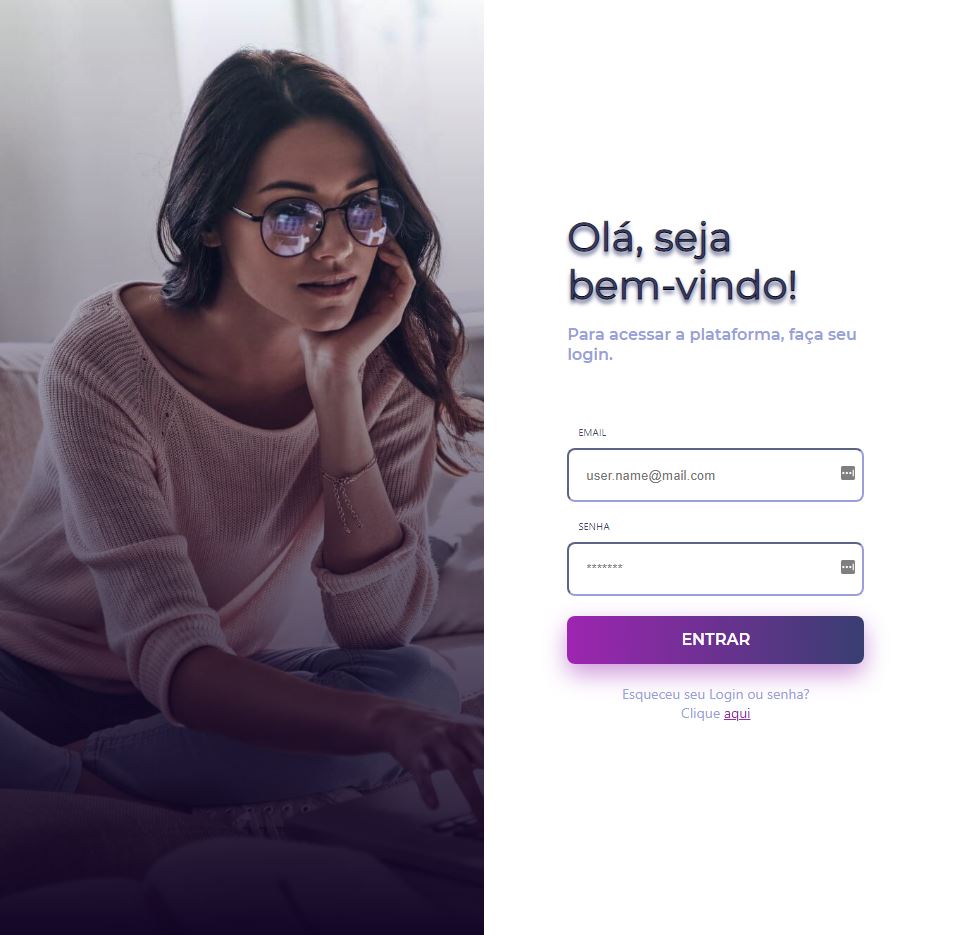 Olá, seja
bem-vindo!
Para acessar a plataforma, faça seu
login.
EMAIL
user.name@mail.com
SENHA
*******
ENTRAR
Esqueceu seu Login ou senha?
Clique aqui